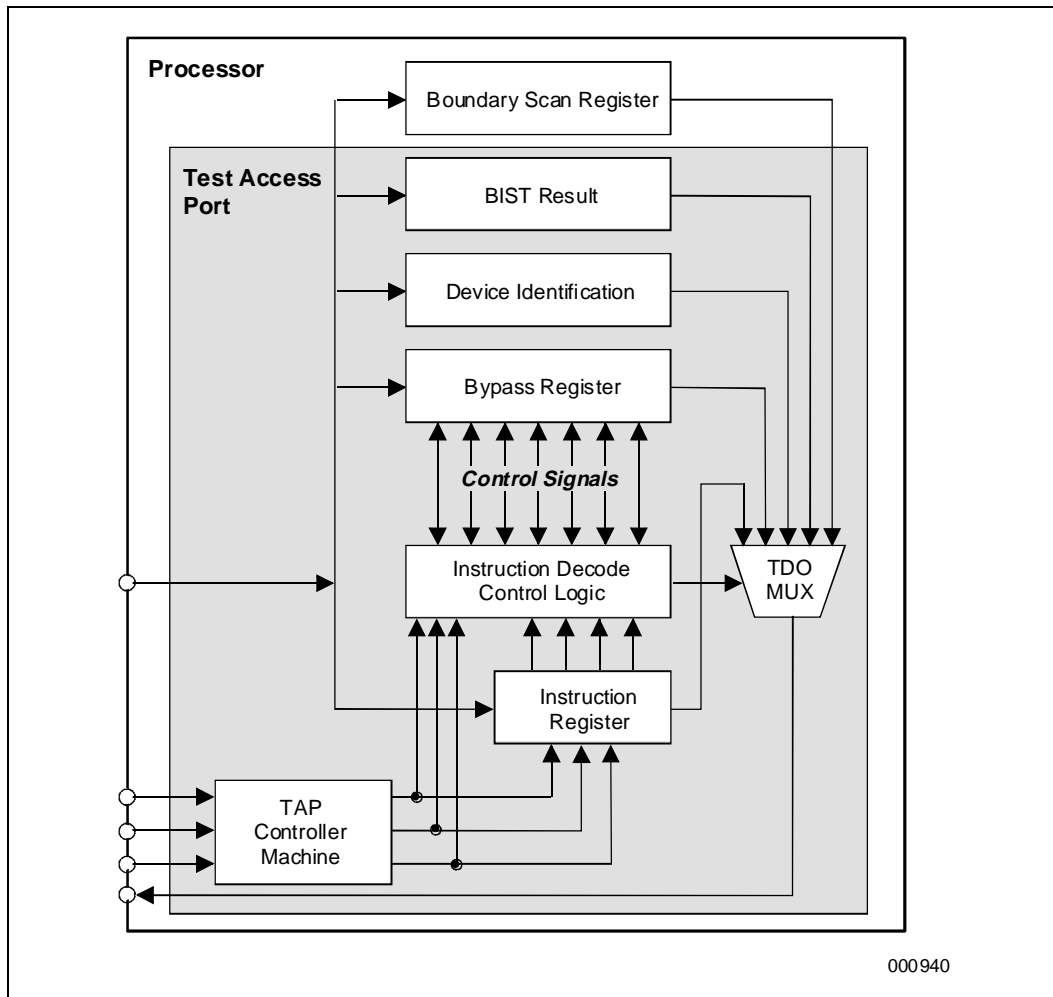 Processor
Boundary Scan Register
Test Access
Port
BIST Result
Device Identification
Bypass Register
Control Signals
Instruction Decode
Control Logic
TDO
MUX
Instruction
Register
TAP
Controller
Machine
000940